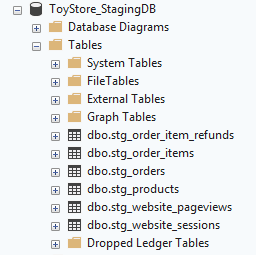 ToyStore_StagingDB
Database Diagrams
Tables
System Tables
FileTables
External Tables
Graph Tables
dbo.stg_order_item_refunds
dbo.stg_order_items
dbo.stg_orders
dbo.stg_products
dbo.stg_website_pageviews
dbo.stg_website_sessions
Dropped Ledger Tables